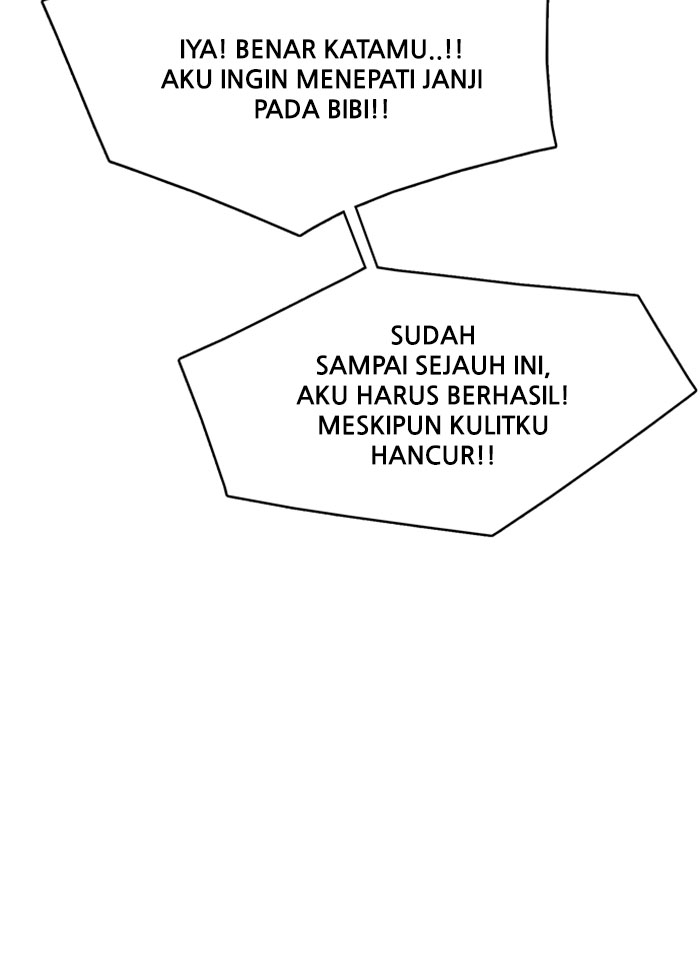 IYA! BENAR KATAMU..!!
AKU INGIN MENEPATI JANJI
PADA BIBI!!
SUDAH
SAMPAI SEJAUH INI,
AKU HARUS BERHASIL!
MESKIPUN KULITKU
HANCUR!!